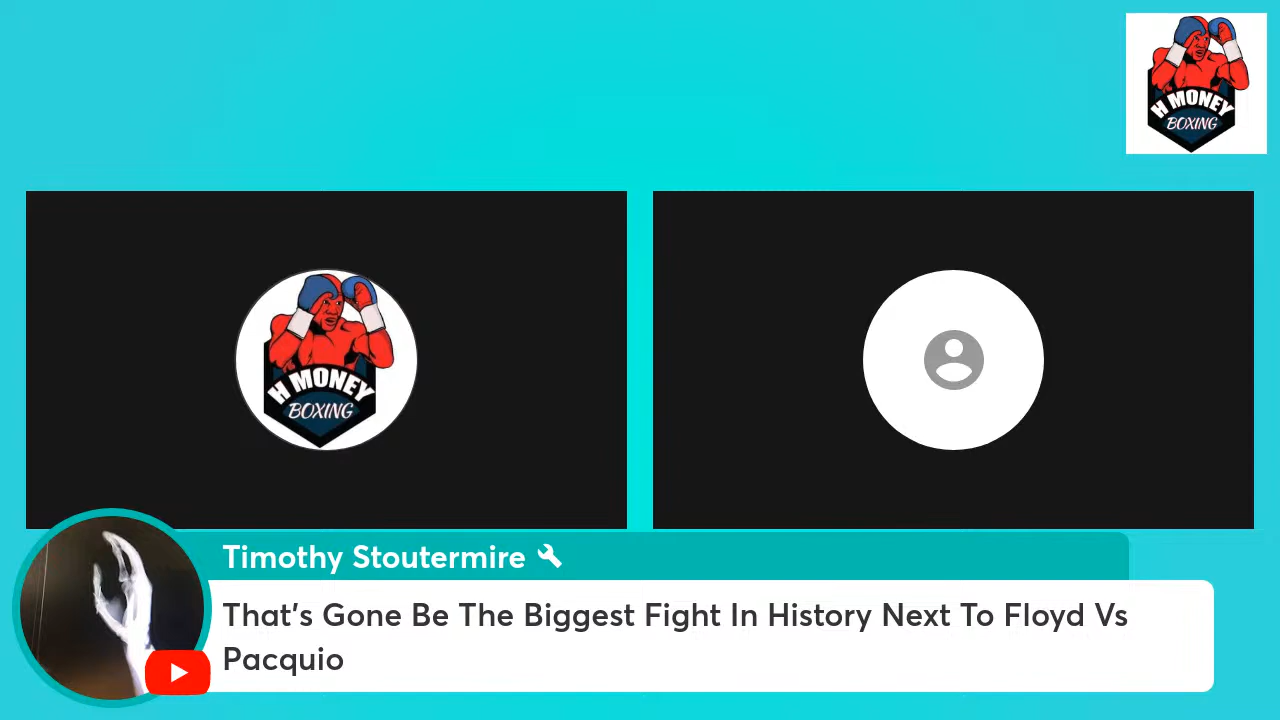 H MONEY
BOXING
H MONEY
BOXING
Timothy Stoutermire
That's Gone Be The Biggest Fight In History Next To Floyd Vs
Pacquio